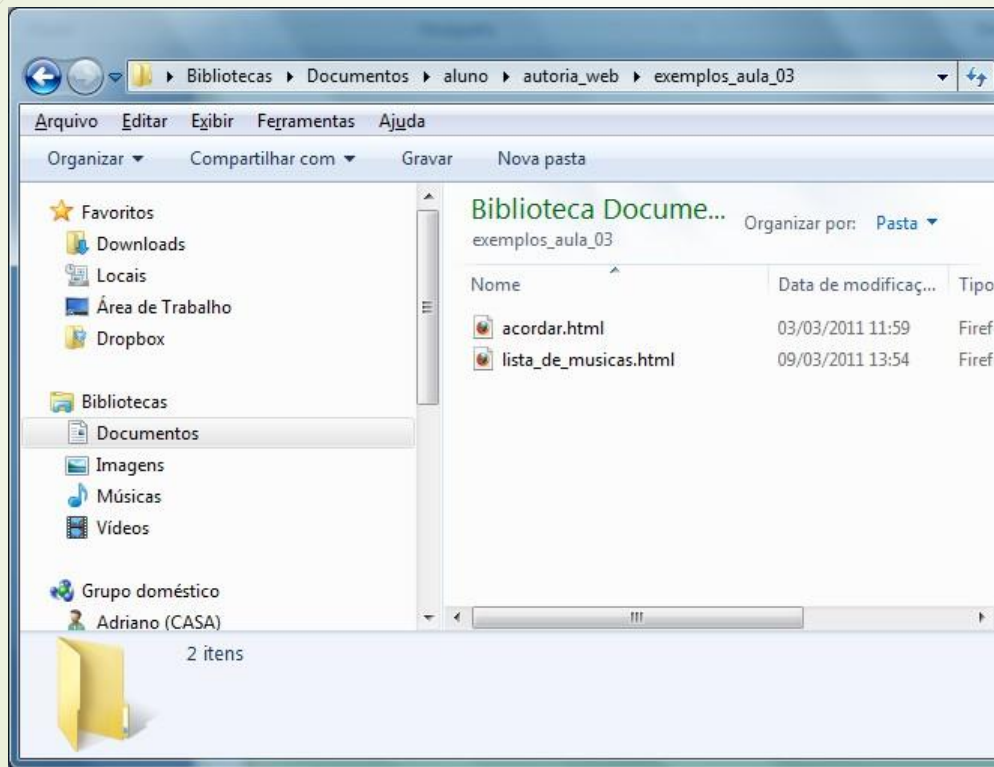 Bibliotecas Documentos aluno autoria_web exemplos_aula_03
Arquivo Editar Exibir Ferramentas Ajuda
Organizar Compartilhar com Gravar Nova pasta
Favoritos
Downloads
Locais
Área de Trabalho
Dropbox
Bibliotecas
Documentos
Imagens
Músicas
Vídeos
Grupo doméstico
Adriano (CASA)
Biblioteca Docume...
exemplos_aula_03
Organizar por: Pasta
Nome Data de modificaç... Tipo
acordar.html 03/03/2011 11:59 Firef
lista_de_musicas.html 09/03/2011 13:54 Firef
2 itens